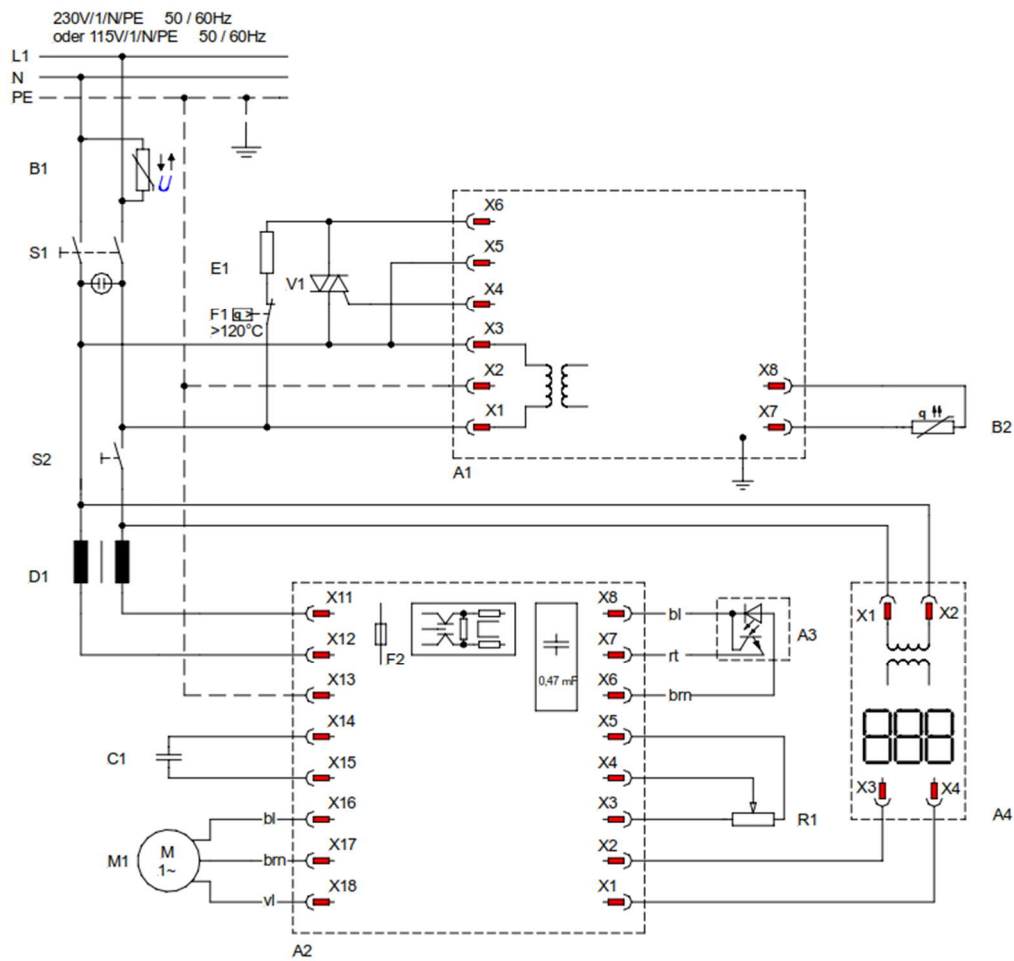 230V/1/N/PE 50 / 60Hz
oder 115V/1/N/PE 50 / 60Hz
L1
N
PE
B1
U
X6
S1
X5
E1
V1
X4
F1 q>
>120°C
X3
X2
X8
X1
X7
q
B2
S2
A1
D1
X11
X8
bl
X1
X2
A3
X12
F2
X7
rt
X13
0,47 mF
X6
brn
X14
X5
C1
X15
X4
X3
X4
X16
bl
X3
R1
A4
M1
M
1~
X17
brn
X2
X18
vl
X1
A2